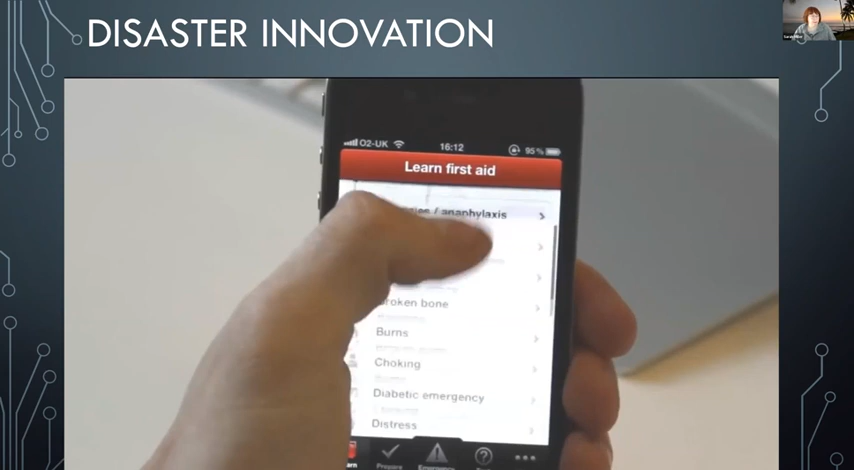 DISASTER INNOVATION
O2-UK 16:12 95%
Learn first aid
/ anaphylaxis
Broken bone
Burns
Choking
Diabetic emergency
Distress
Prepare